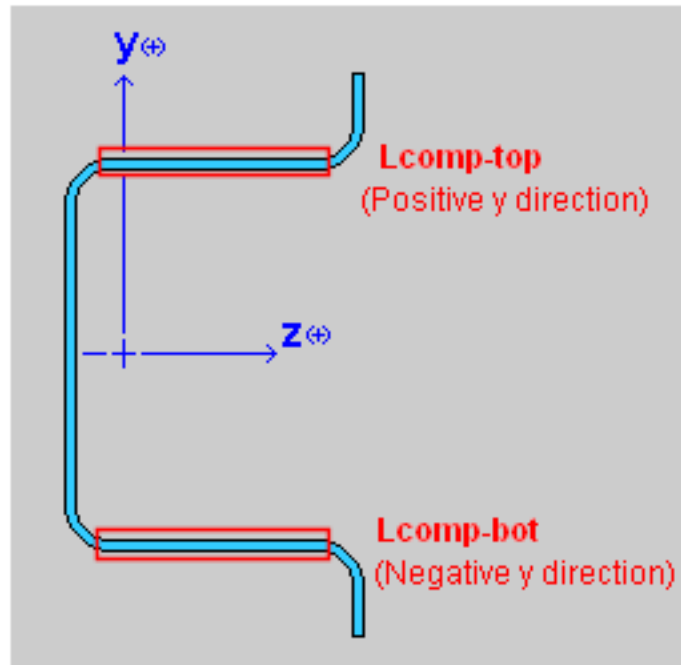 y(+)
Lcomp-top
(Positive y direction)
z(+)
Lcomp-bot
(Negative y direction)